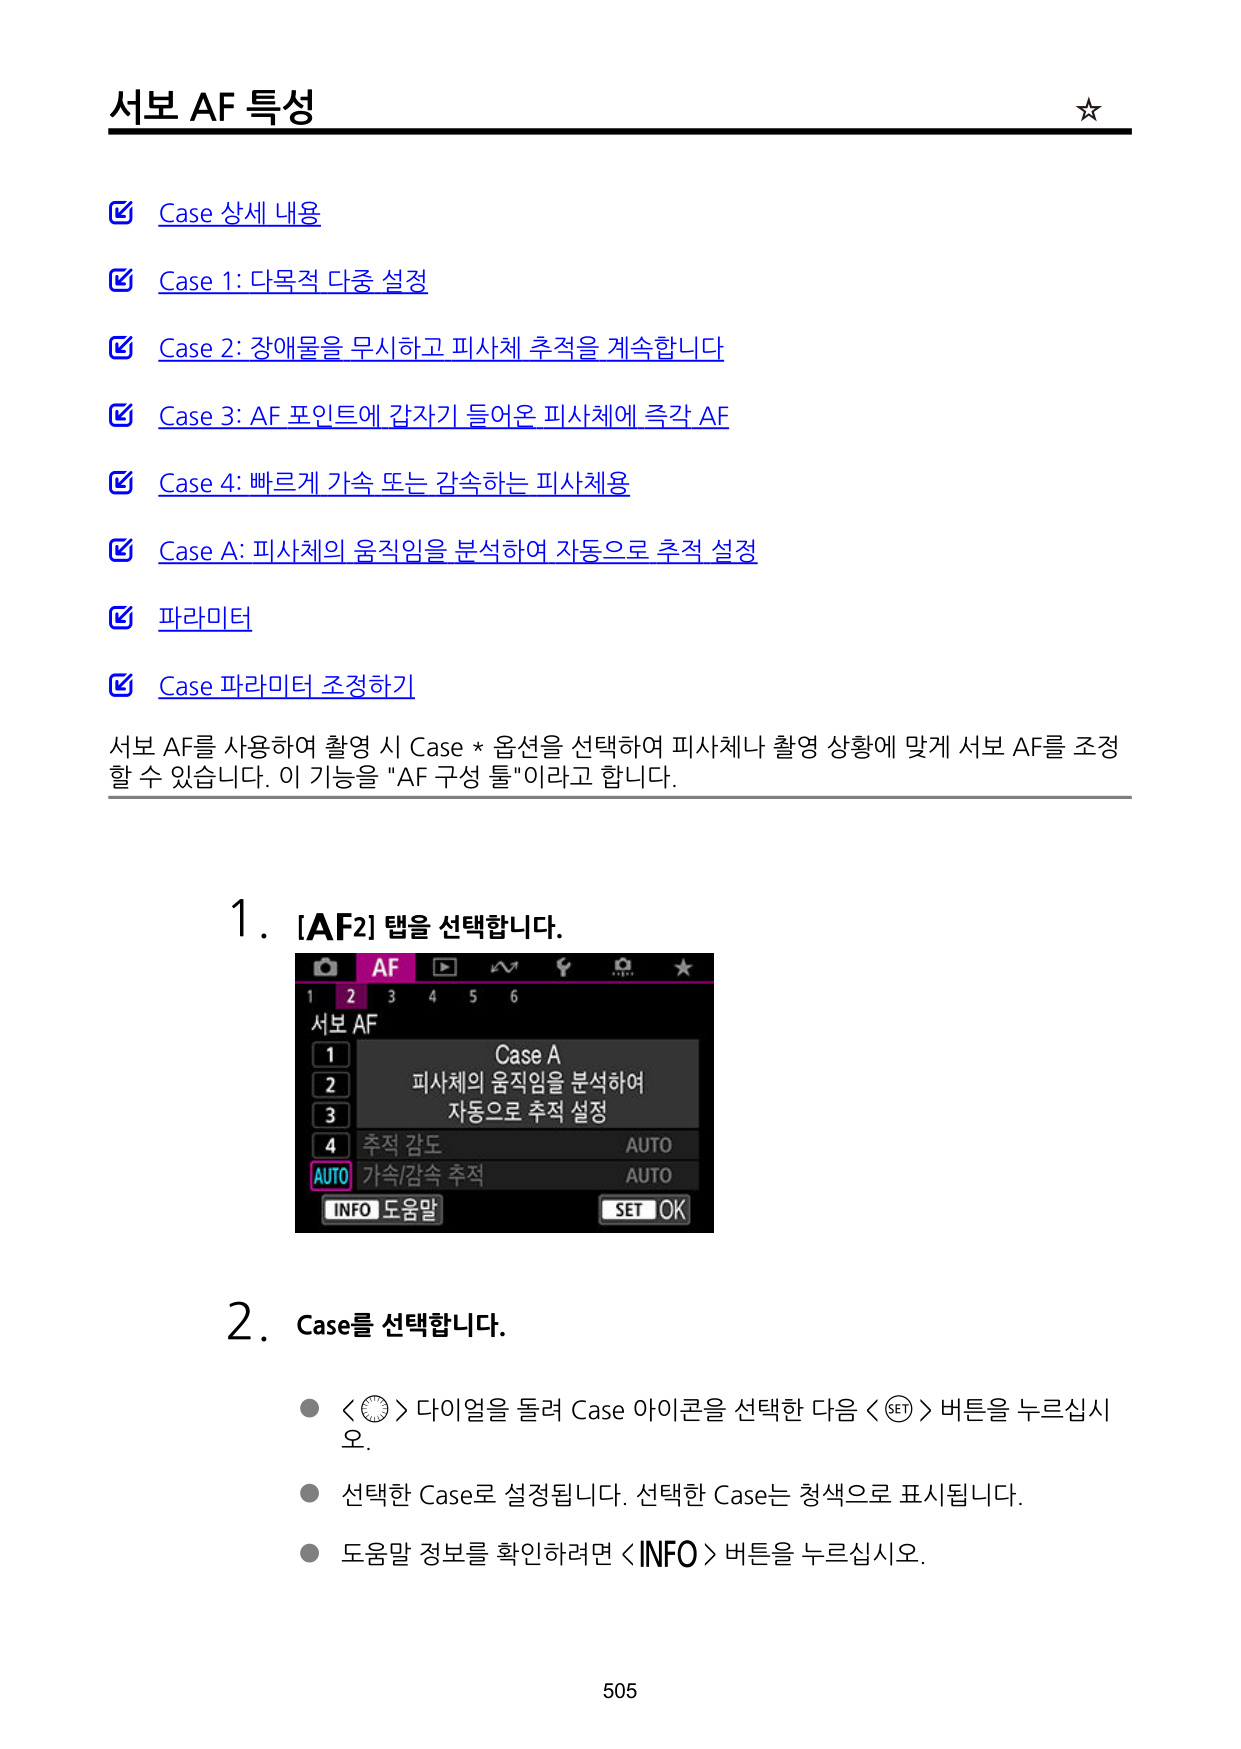 서보 AF 특성 ☆
Case 상세 내용
Case 1: 다목적 다중 설정
Case 2: 장애물을 무시하고 피사체 추적을 계속합니다
Case 3: AF 포인트에 갑자기 들어온 피사체에 즉각 AF
Case 4: 빠르게 가속 또는 감속하는 피사체용
Case A: 피사체의 움직임을 분석하여 자동으로 추적 설정
파라미터
Case 파라미터 조정하기
서보 AF를 사용하여 촬영 시 Case * 옵션을 선택하여 피사체나 촬영 상황에 맞게 서보 AF를 조정
할 수 있습니다. 이 기능을 "AF 구성 툴"이라고 합니다.
1. [AF2] 탭을 선택합니다.
AF
1 2 3 4 5 6
서보 AF
1 Case A
2 피사체의 움직임을 분석하여
3 자동으로 추적 설정
4 추적 감도 AUTO
AUTO 가속/감속 추적 AUTO
INFO 도움말 SET OK
2. Case를 선택합니다.
● < > 다이얼을 돌려 Case 아이콘을 선택한 다음 < SET > 버튼을 누르십시
오.
● 선택한 Case로 설정됩니다. 선택한 Case는 청색으로 표시됩니다.
● 도움말 정보를 확인하려면 < INFO > 버튼을 누르십시오.
505